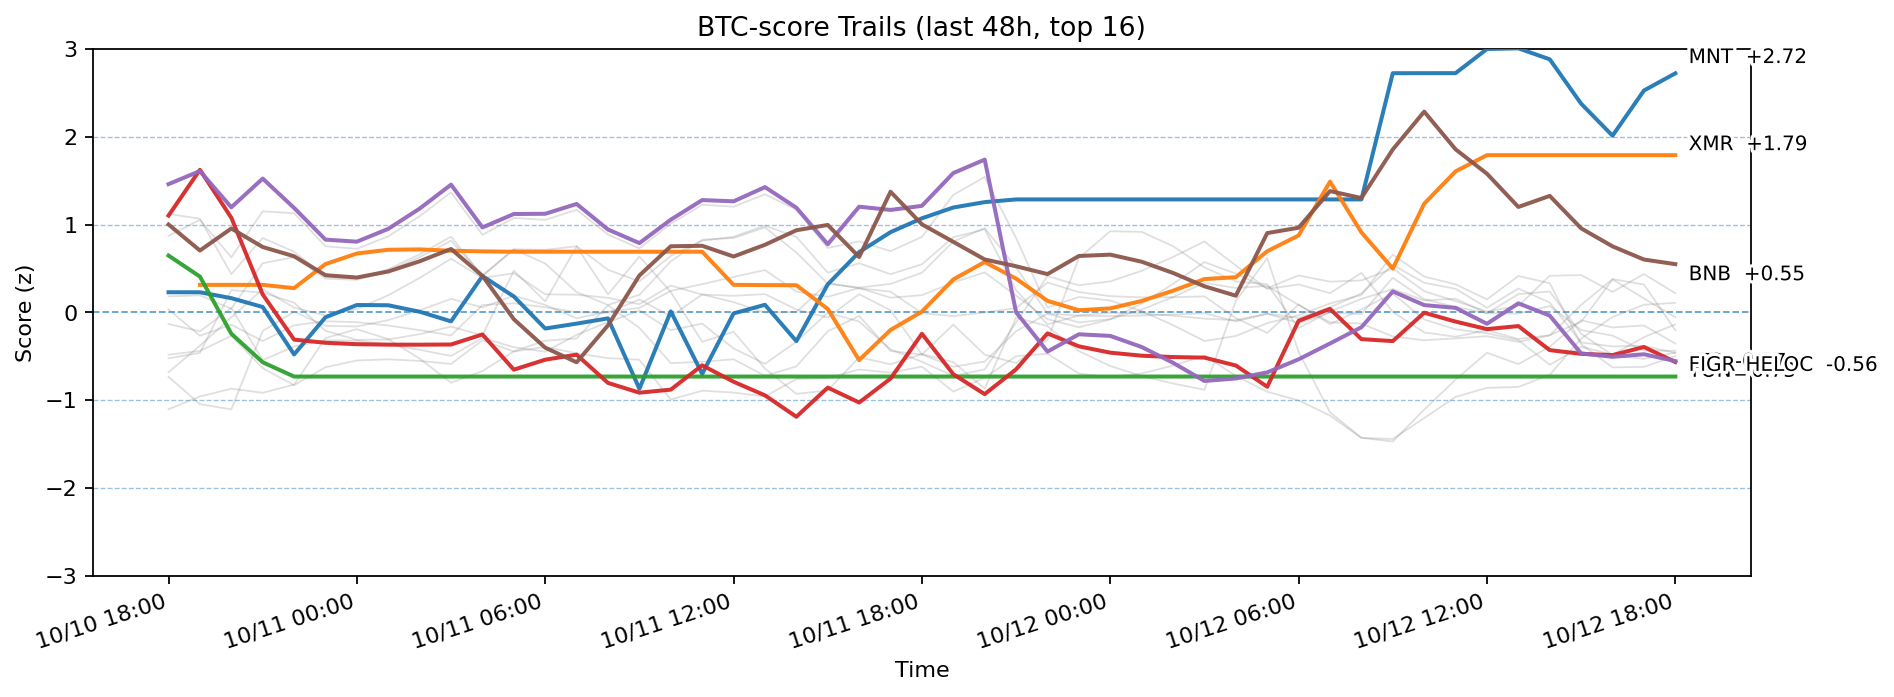 BTC-score Trails (last 48h, top 16)
Score (z)
3
2
1
0
−1
−2
−3
MNT +2.72
XMR +1.79
BNB +0.55
FIGR-HELOC -0.56
10/10 18:00
10/11 00:00
10/11 06:00
10/11 12:00
10/11 18:00
10/12 00:00
10/12 06:00
10/12 12:00
10/12 18:00
Time